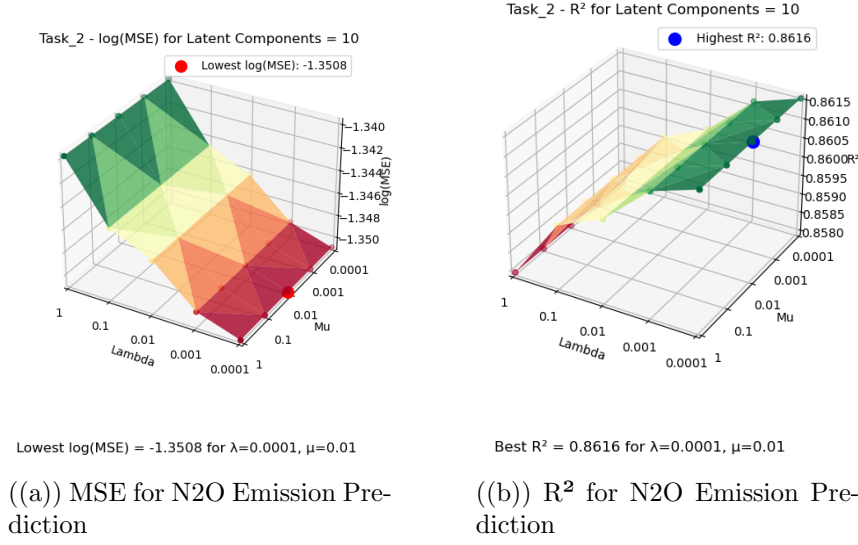 Task_2 - log(MSE) for Latent Components = 10
Lowest log(MSE): -1.3508
−1.340
−1.342
−1.344
−1.346
−1.348
−1.350
log(MSE)
1
0.1
0.01
0.001
0.0001
Lambda
1
0.1
0.01
0.001
0.0001
Mu
Lowest log(MSE) = -1.3508 for λ=0.0001, μ=0.01
((a)) MSE for N2O Emission Pre-
diction
Task_2 - R² for Latent Components = 10
Highest R²: 0.8616
0.8615
0.8610
0.8605
0.8600
0.8595
0.8590
0.8585
0.8580
R²
1
0.1
0.01
0.001
0.0001
Lambda
1
0.1
0.01
0.001
0.0001
Mu
Best R² = 0.8616 for λ=0.0001, μ=0.01
((b)) R² for N2O Emission Pre-
diction